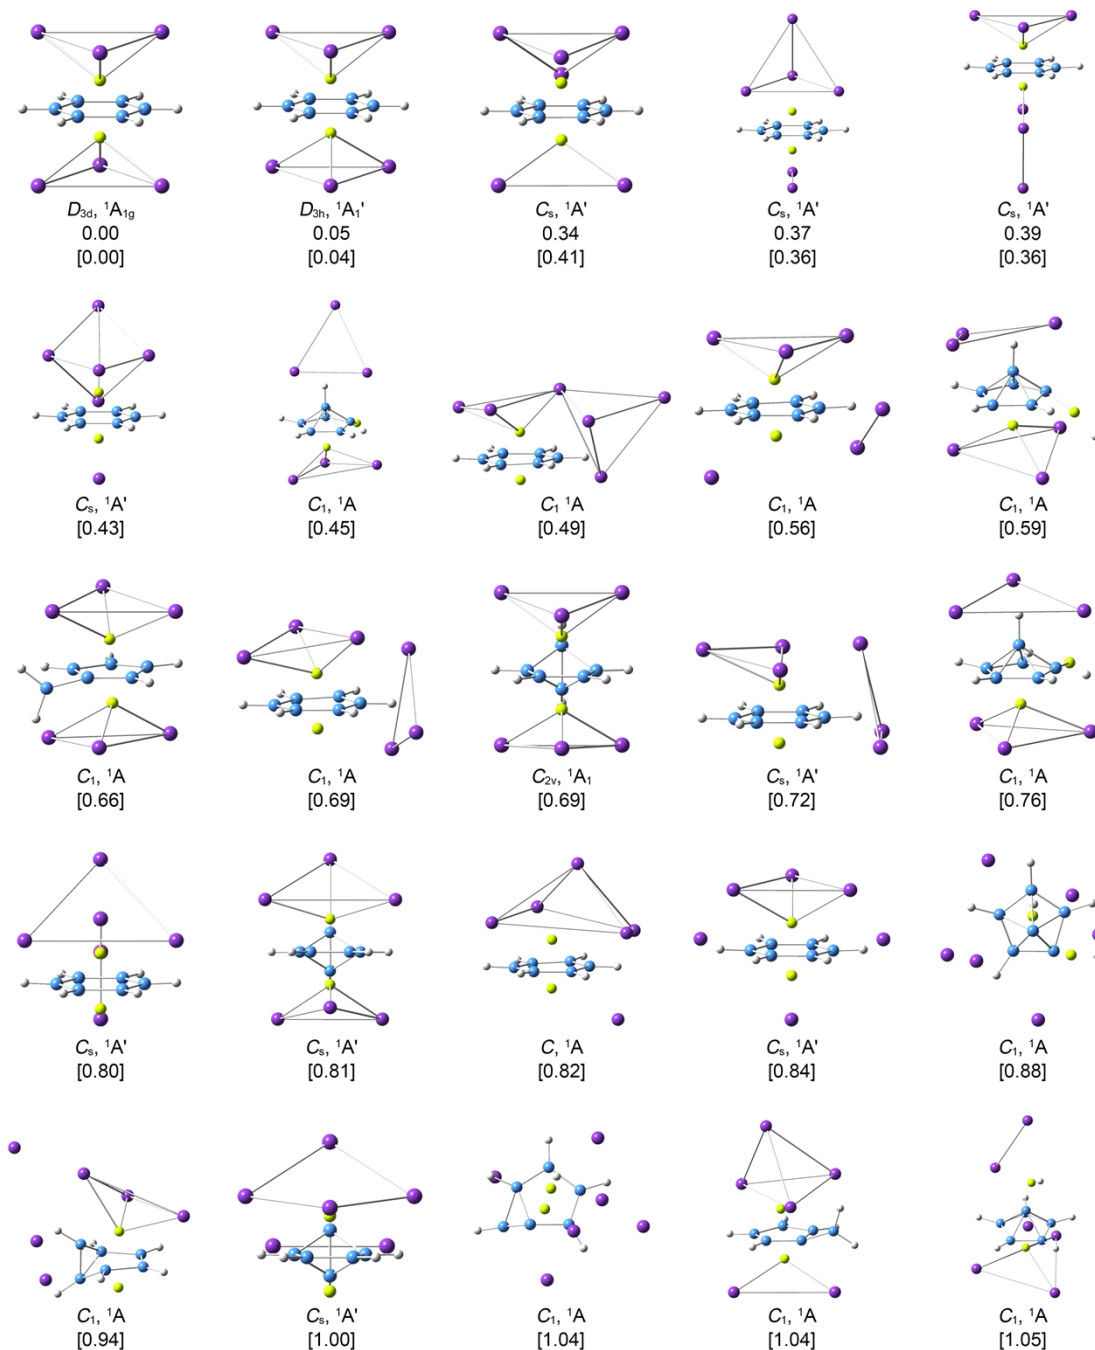 D3d, ¹A1g
0.00
[0.00]
D3h, ¹A1'
0.05
[0.04]
Cs, ¹A'
0.34
[0.41]
Cs, ¹A'
0.37
[0.36]
Cs, ¹A'
0.39
[0.36]
Cs, ¹A'
[0.43]
C1, ¹A
[0.45]
C1 ¹A
[0.49]
C1, ¹A
[0.56]
C1, ¹A
[0.59]
C1, ¹A
[0.66]
C1, ¹A
[0.69]
C2v, ¹A1
[0.69]
Cs, ¹A'
[0.72]
C1, ¹A
[0.76]
Cs, ¹A'
[0.80]
Cs, ¹A'
[0.81]
C, ¹A
[0.82]
Cs, ¹A'
[0.84]
C1, ¹A
[0.88]
C1, ¹A
[0.94]
Cs, ¹A'
[1.00]
C1, ¹A
[1.04]
C1, ¹A
[1.04]
C1, ¹A
[1.05]